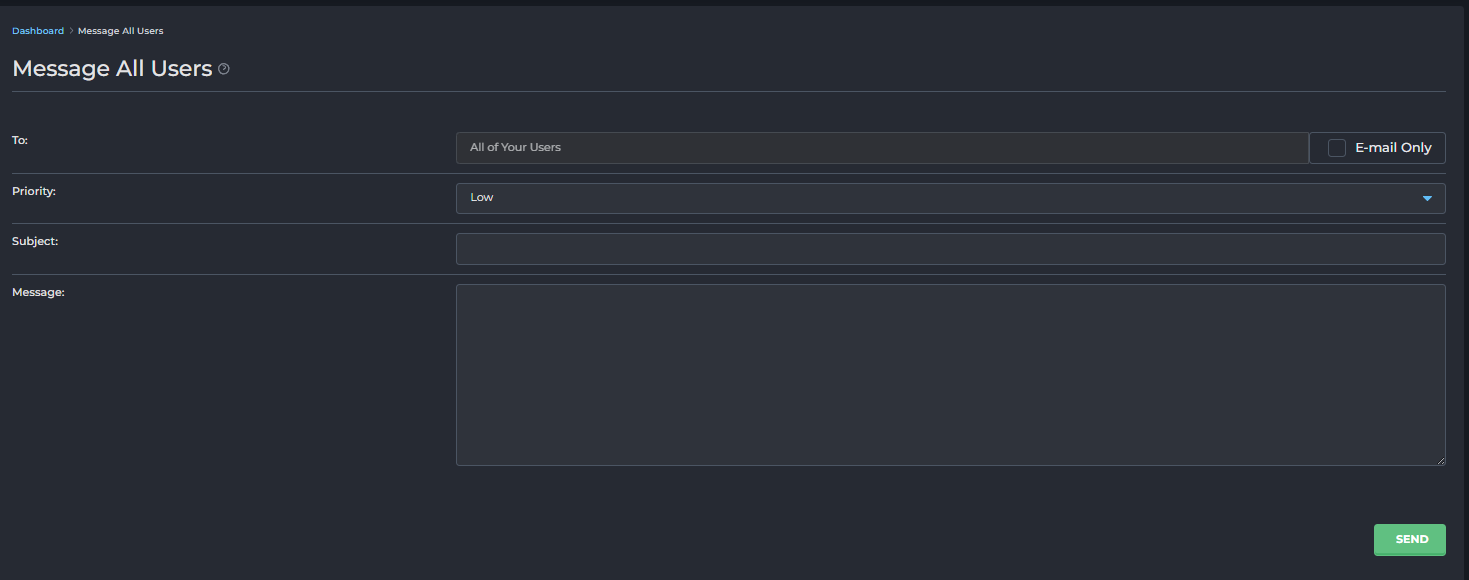 Dashboard > Message All Users
Message All Users
To:
All of Your Users
E-mail Only
Priority:
Low
Subject:
Message:
SEND